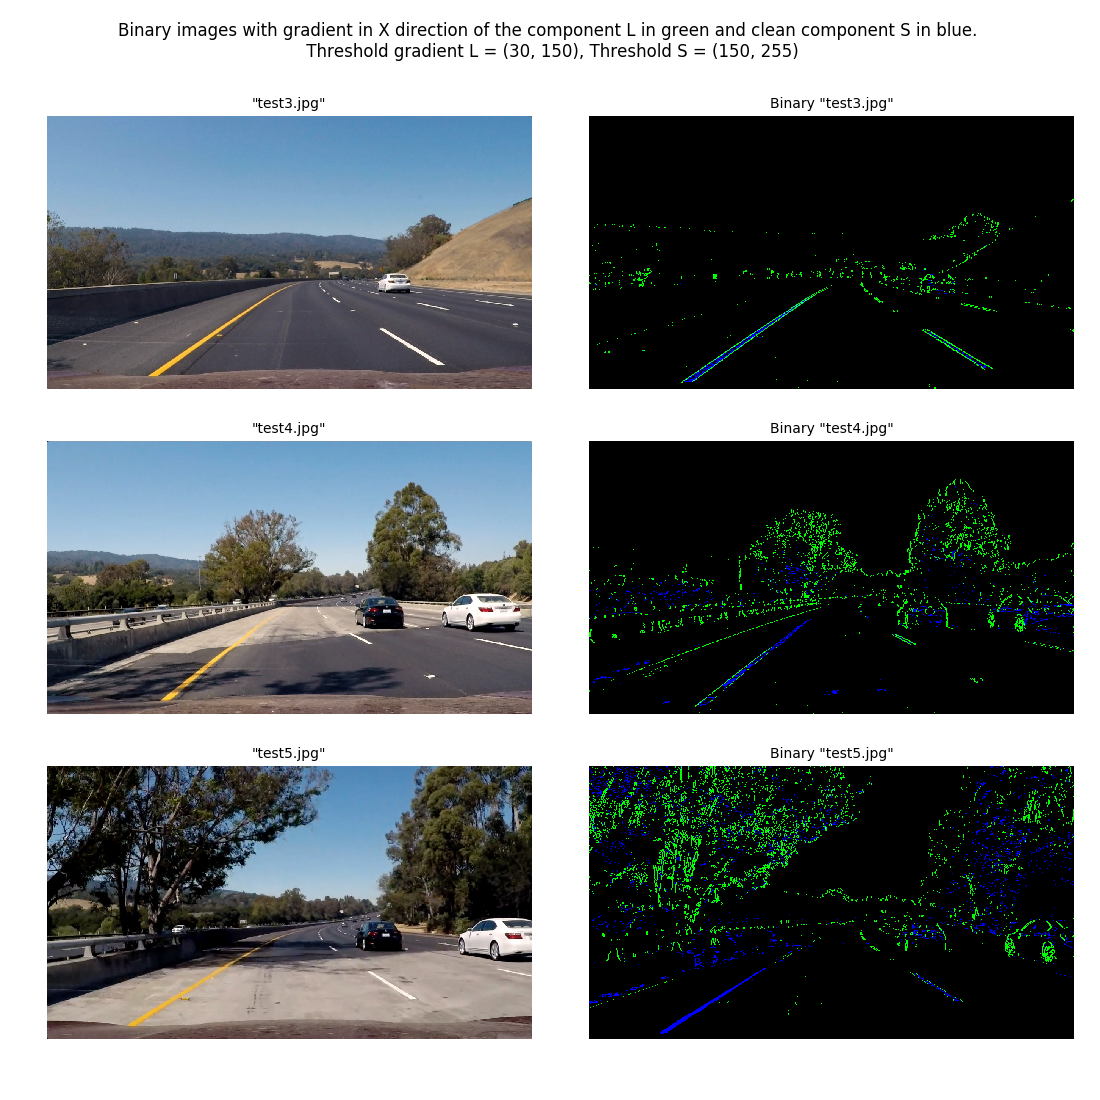 Binary images with gradient in X direction of the component L in green and clean component S in blue.
Threshold gradient L = (30, 150), Threshold S = (150, 255)
"test3.jpg"
Binary "test3.jpg"
"test4.jpg"
Binary "test4.jpg"
"test5.jpg"
Binary "test5.jpg"